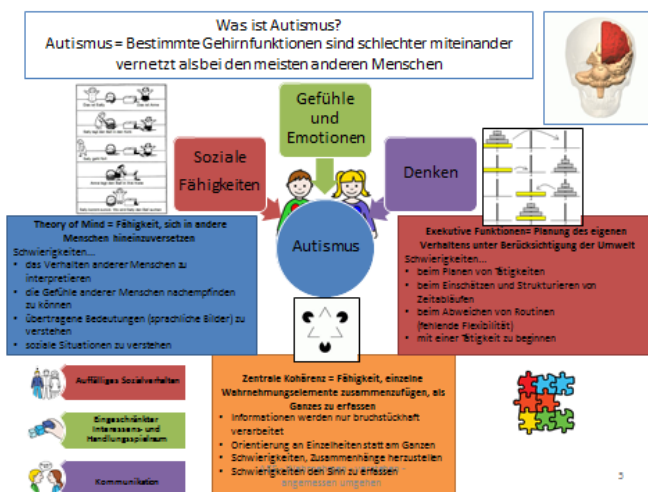 Was ist Autismus?
Autismus = Bestimmte Gehirnfunktionen sind schlechter miteinander
vernetzt als bei den meisten anderen Menschen
Gefühle
und
Emotionen
Soziale
Fähigkeiten
Denken
Autismus
Theory of Mind = Fähigkeit, sich in andere
Menschen hineinzuversetzen
Schwierigkeiten...
• das Verhalten anderer Menschen zu
interpretieren
• die Gefühle anderer Menschen nachempfinden
zu können
• übertragene Bedeutungen (sprachliche Bilder) zu
verstehen
• soziale Situationen zu verstehen
Exekutive Funktionen= Planung des eigenen
Verhaltens unter Berücksichtigung der Umwelt
Schwierigkeiten...
• beim Planen von Tätigkeiten
• beim Einschätzen und Strukturieren von
Zeitabläufen
• beim Abweichen von Routinen
(fehlende Flexibilität)
• mit einer Tätigkeit zu beginnen
Auffälliges Sozialverhalten
Eingeschränkter
Interessens- und
Handlungsspielraum
Kommunikation
Zentrale Kohärenz = Fähigkeit, einzelne
Wahrnehmungselemente zusammenzufügen, als
Ganzes zu erfassen
• Informationen werden nur bruchstückhaft
verarbeitet
• Orientierung an Einzelheiten statt am Ganzen
• Schwierigkeiten, Zusammenhänge herzustellen
• Schwierigkeiten den Sinn zu erfassen
angemessen umgehen